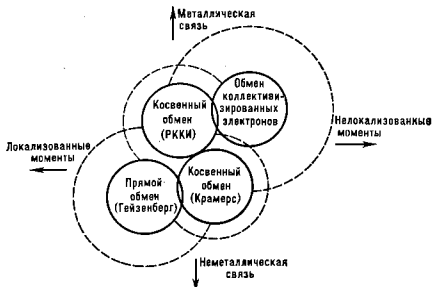 Металлическая
связь
Обмен
коллективи-
зированных
электронов
Косвенный
обмен
(РККИ)
Нелокализованные
моменты
Локализованные
моменты
Прямой
обмен
(Гейзенберг)
Косвенный
обмен
(Крамерс)
Неметаллическая
связь